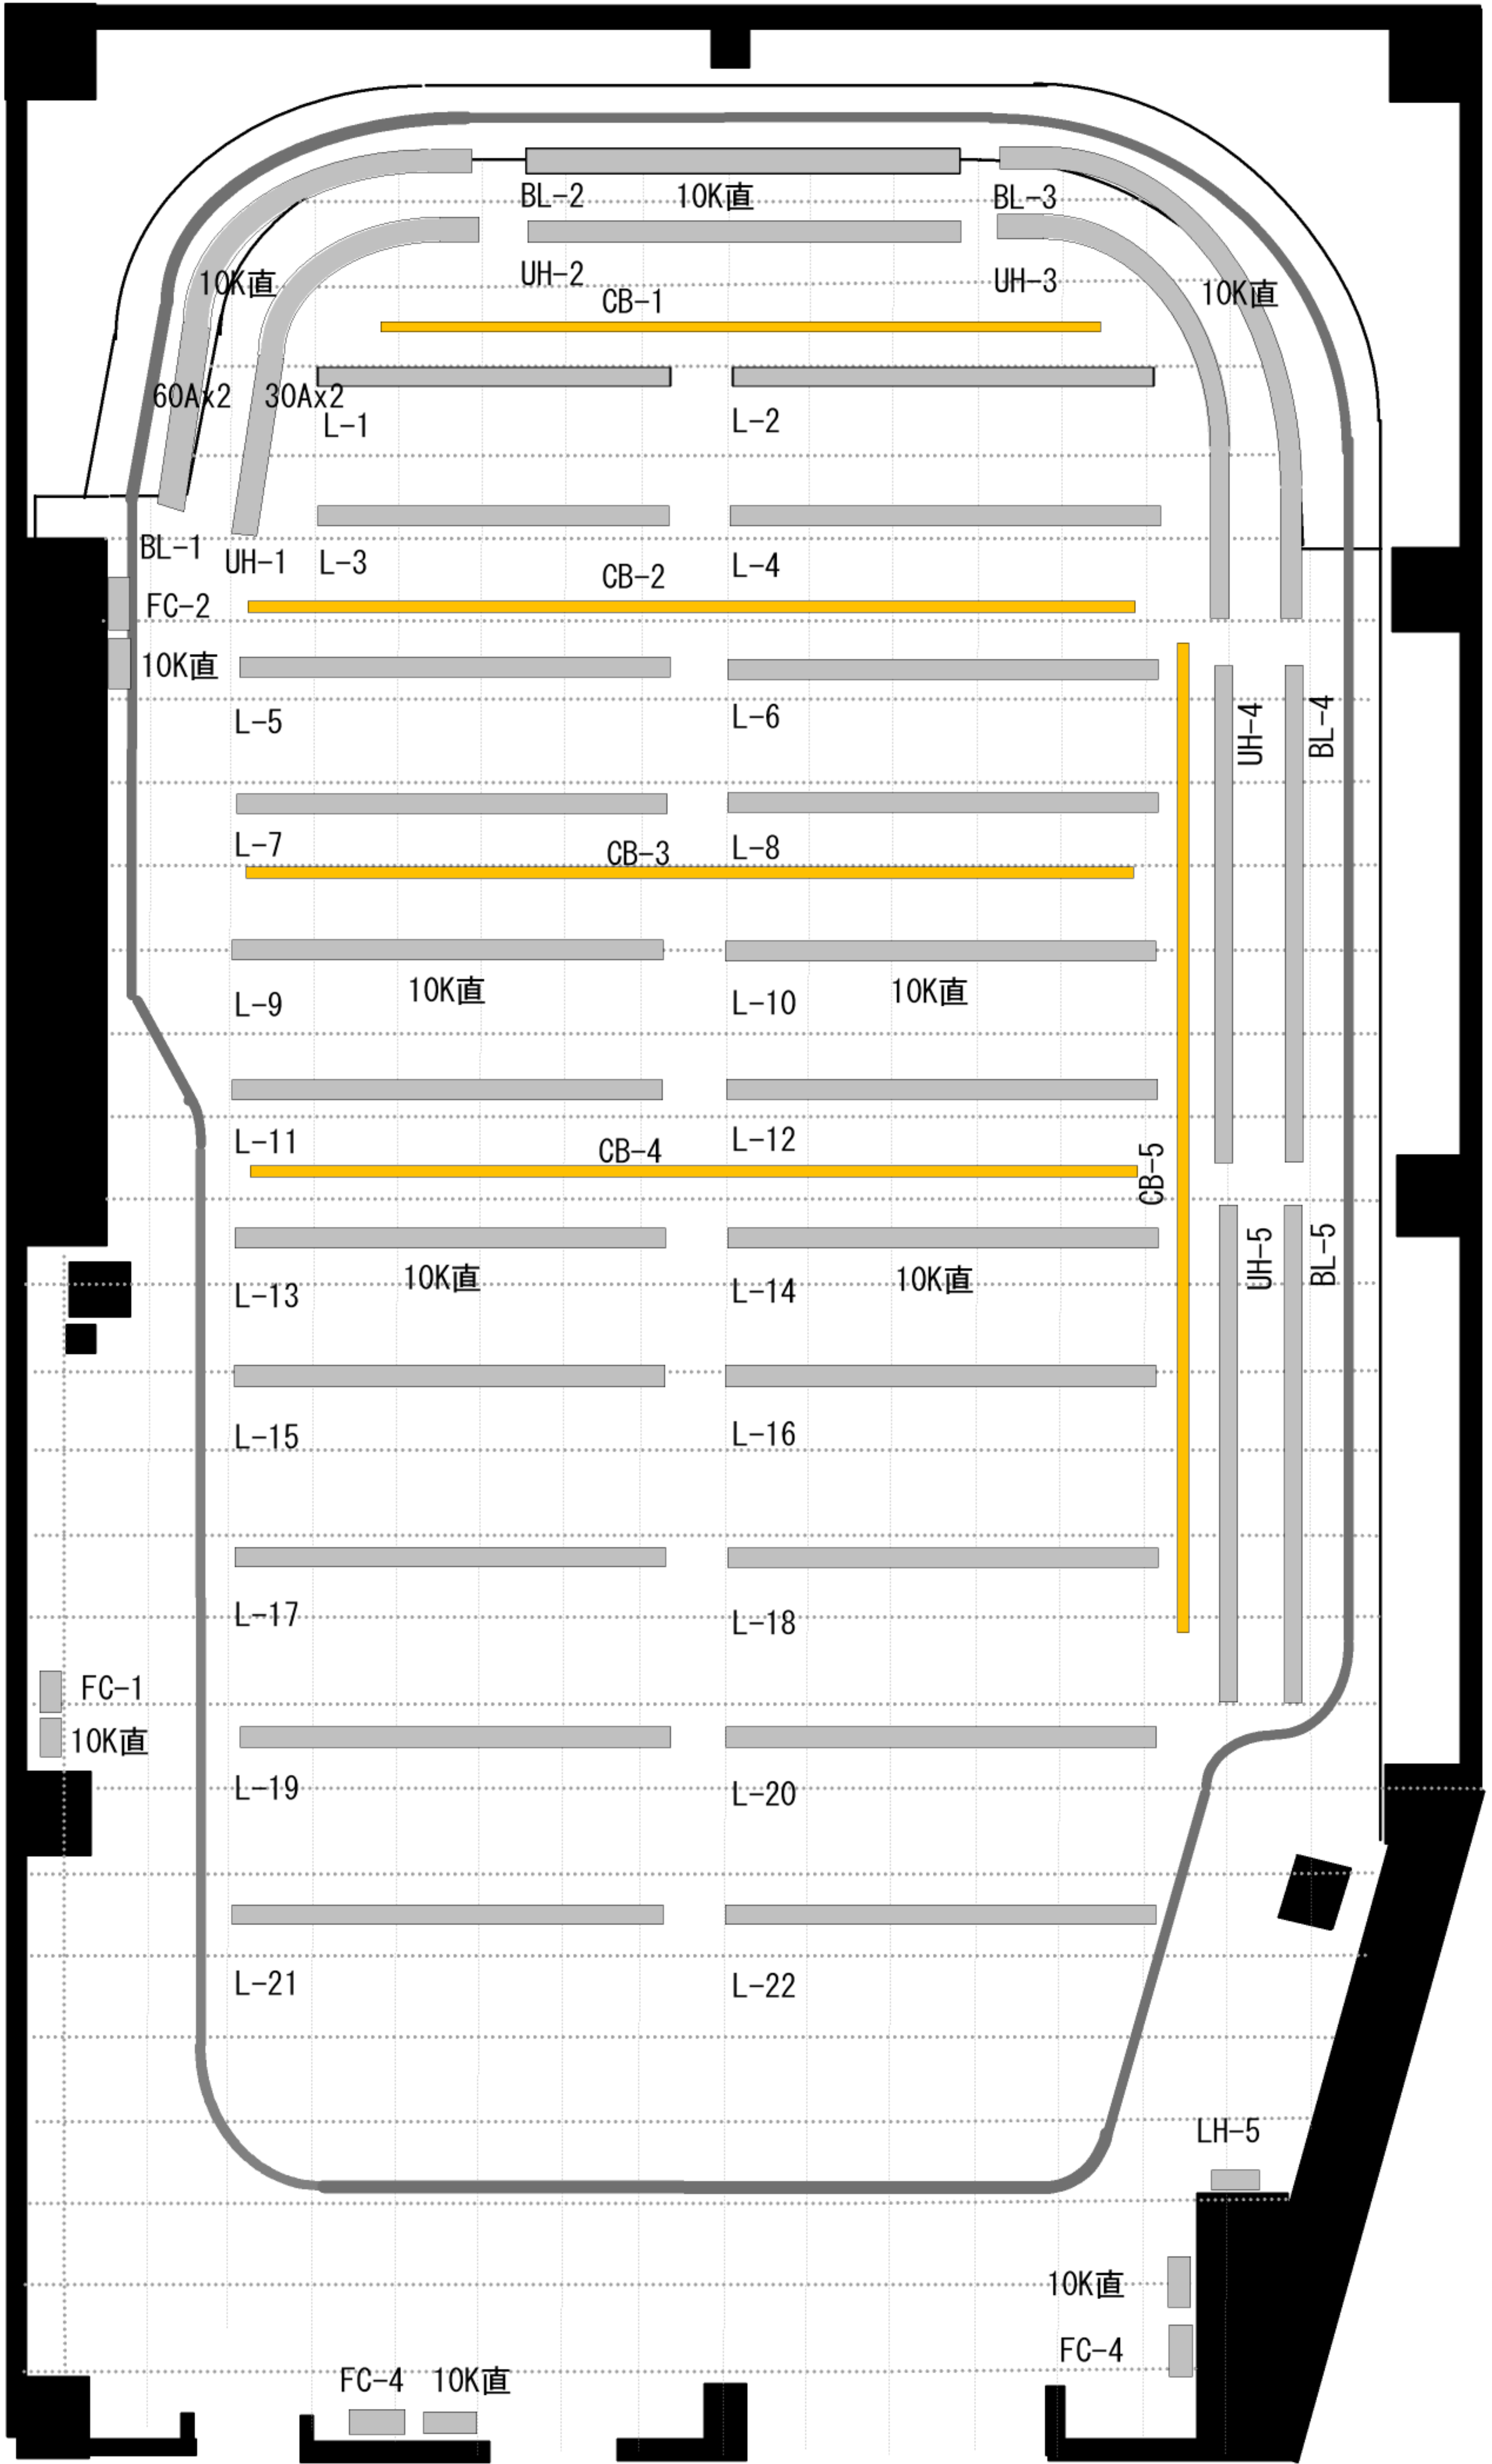 BL-2
10K直
BL-3
10K直
UH-2
UH-3
10K直
CB-1
60Ax2
30Ax2
L-1
L-2
BL-1
UH-1
L-3
L-4
CB-2
FC-2
10K直
L-5
L-6
UH-4
BL-4
L-7
L-8
CB-3
L-9
10K直
L-10
10K直
L-11
L-12
CB-4
CB-5
UH-5
BL-5
L-13
10K直
L-14
10K直
L-15
L-16
L-17
L-18
FC-1
10K直
L-19
L-20
L-21
L-22
LH-5
10K直
FC-4
FC-4
10K直